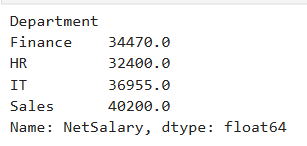 Department
Finance    34470.0
HR         32400.0
IT         36955.0
Sales      40200.0
Name: NetSalary, dtype: float64